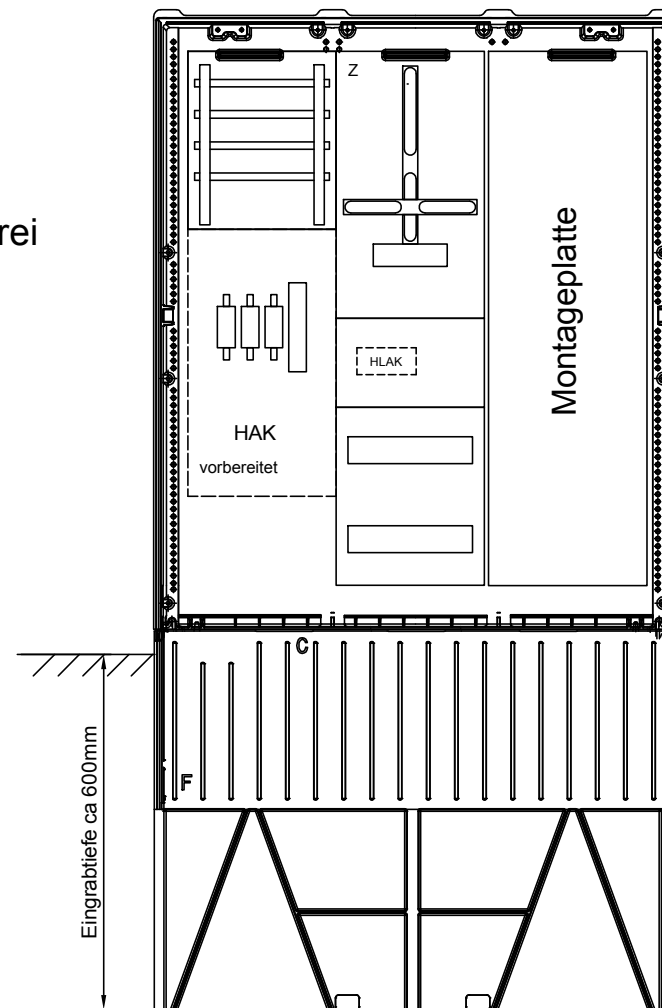 Z
rei
Montageplatte
HLAK
HAK
vorbereitet
C
F
Eingrabtiefe ca 600mm